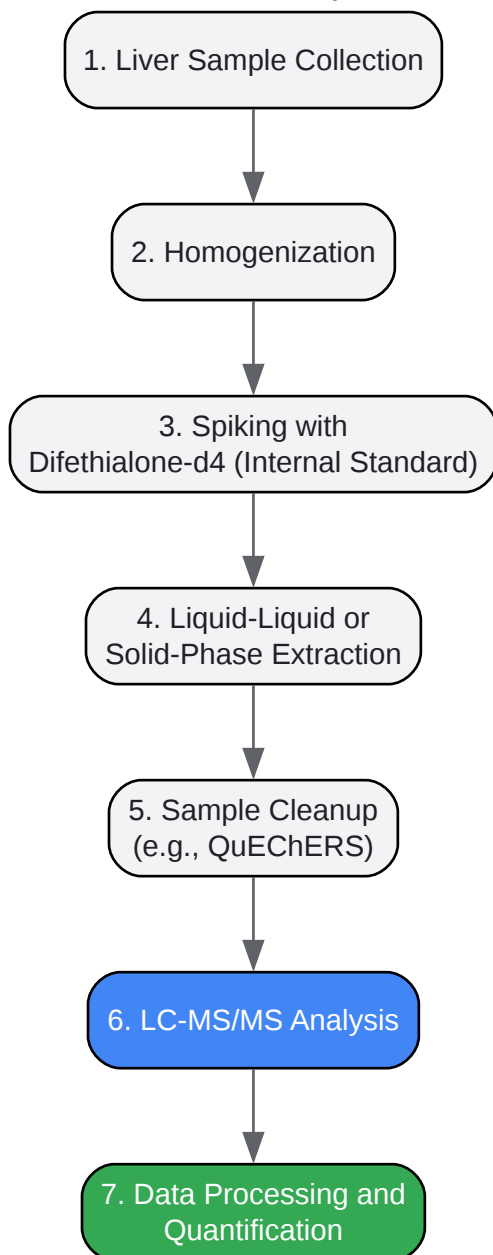 1. Liver Sample Collection
2. Homogenization
3. Spiking with
Difethialone-d4 (Internal Standard)
4. Liquid-Liquid or
Solid-Phase Extraction
5. Sample Cleanup
(e.g., QuEChERS)
6. LC-MS/MS Analysis
7. Data Processing and
Quantification